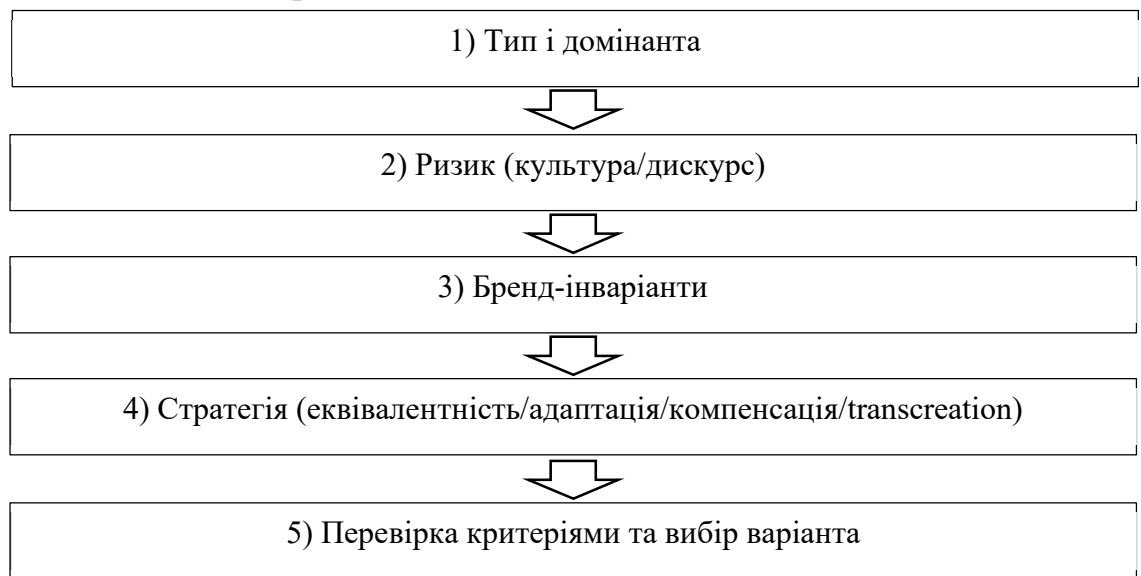 1) Тип і домінанта
2) Ризик (культура/дискурс)
3) Бренд-інваріанти
4) Стратегія (еквівалентність/адаптація/компенсація/transcreation)
5) Перевірка критеріями та вибір варіанта